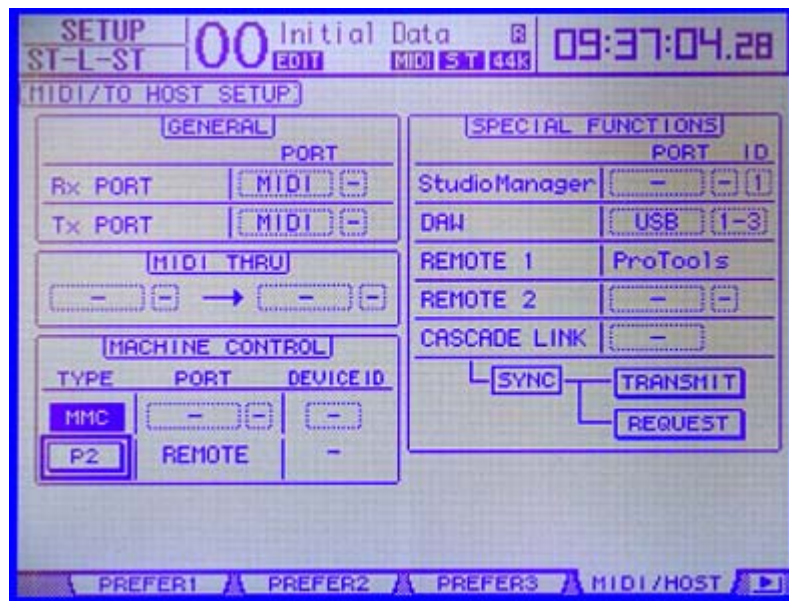 SETUP
ST-L-ST
00
Initial Data R
EDIT MIDI ST 44k
09:37:04.28
MIDI/TO HOST SETUP
GENERAL
PORT
Rx PORT MIDI -
Tx PORT MIDI -
MIDI THRU
- - → - -
MACHINE CONTROL
TYPE PORT DEVICE ID
MMC - - -
P2 REMOTE -
SPECIAL FUNCTIONS
PORT ID
StudioManager - - 1
DAW USB 1-3
REMOTE 1 ProTools
REMOTE 2 - -
CASCADE LINK -
SYNC TRANSMIT
REQUEST
PREFER1 PREFER2 PREFER3 MIDI/HOST